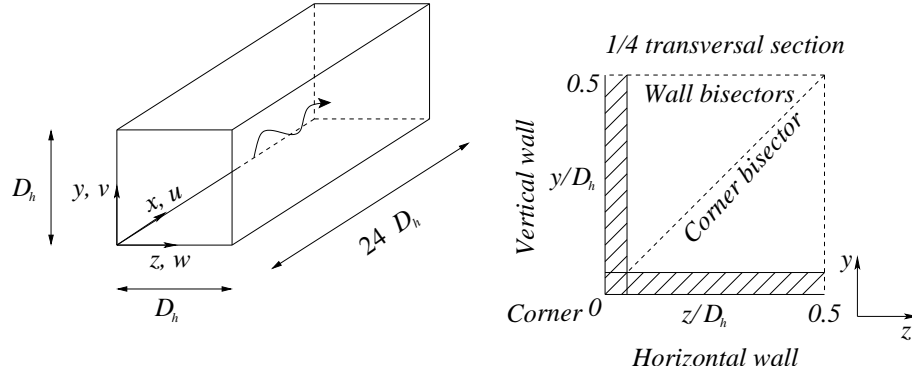 D_h
y, v
x, u
z, w
D_h
24 D_h
1/4 transversal section
0.5
Wall bisectors
Vertical wall
y/D_h
Corner bisector
Corner 0
z/D_h
0.5
y
z
Horizontal wall